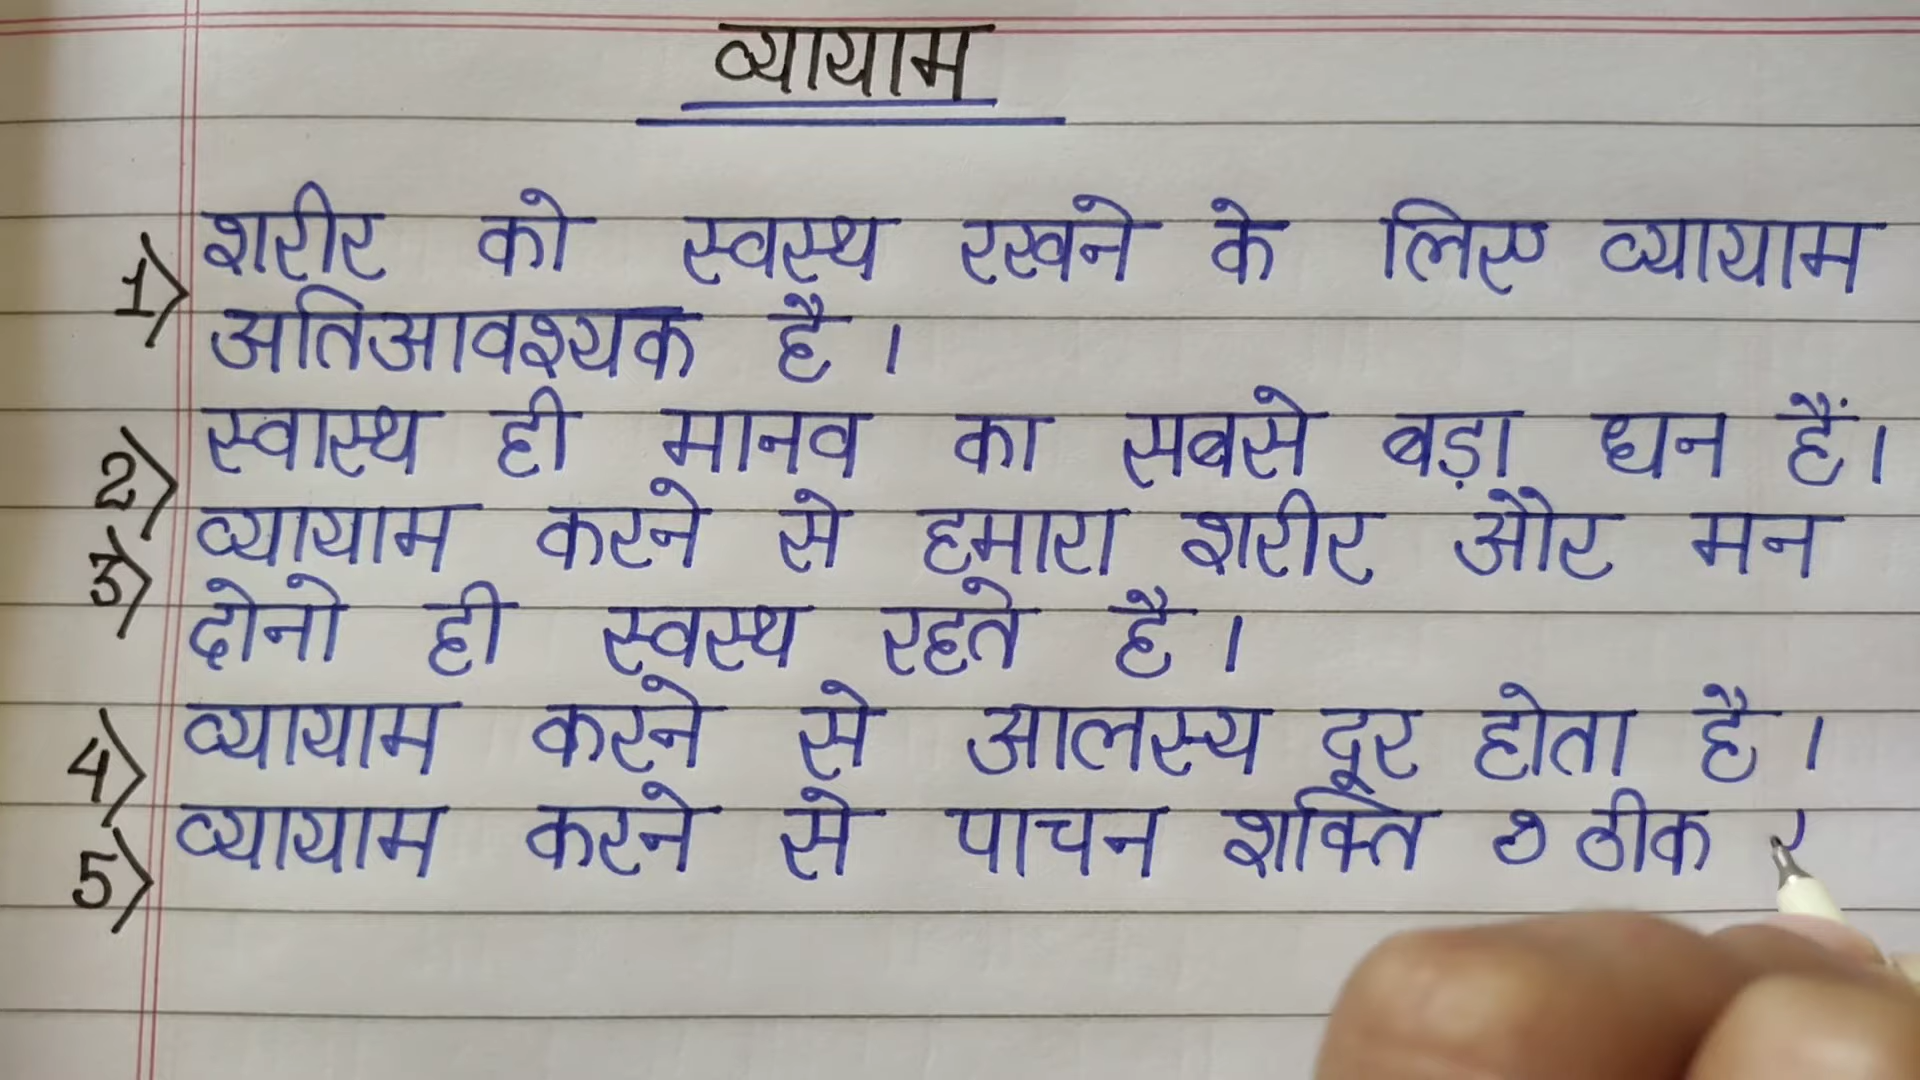 व्यायाम
1) शरीर को स्वस्थ रखने के लिए व्यायाम
अतिआवश्यक है।
2) स्वास्थ ही मानव का सबसे बड़ा धन हैं।
3) व्यायाम करने से हमारा शरीर और मन
दोनो ही स्वस्थ रहते है।
4) व्यायाम करने से आलस्य दूर होता है।
5) व्यायाम करने से पाचन शक्ति ठीक